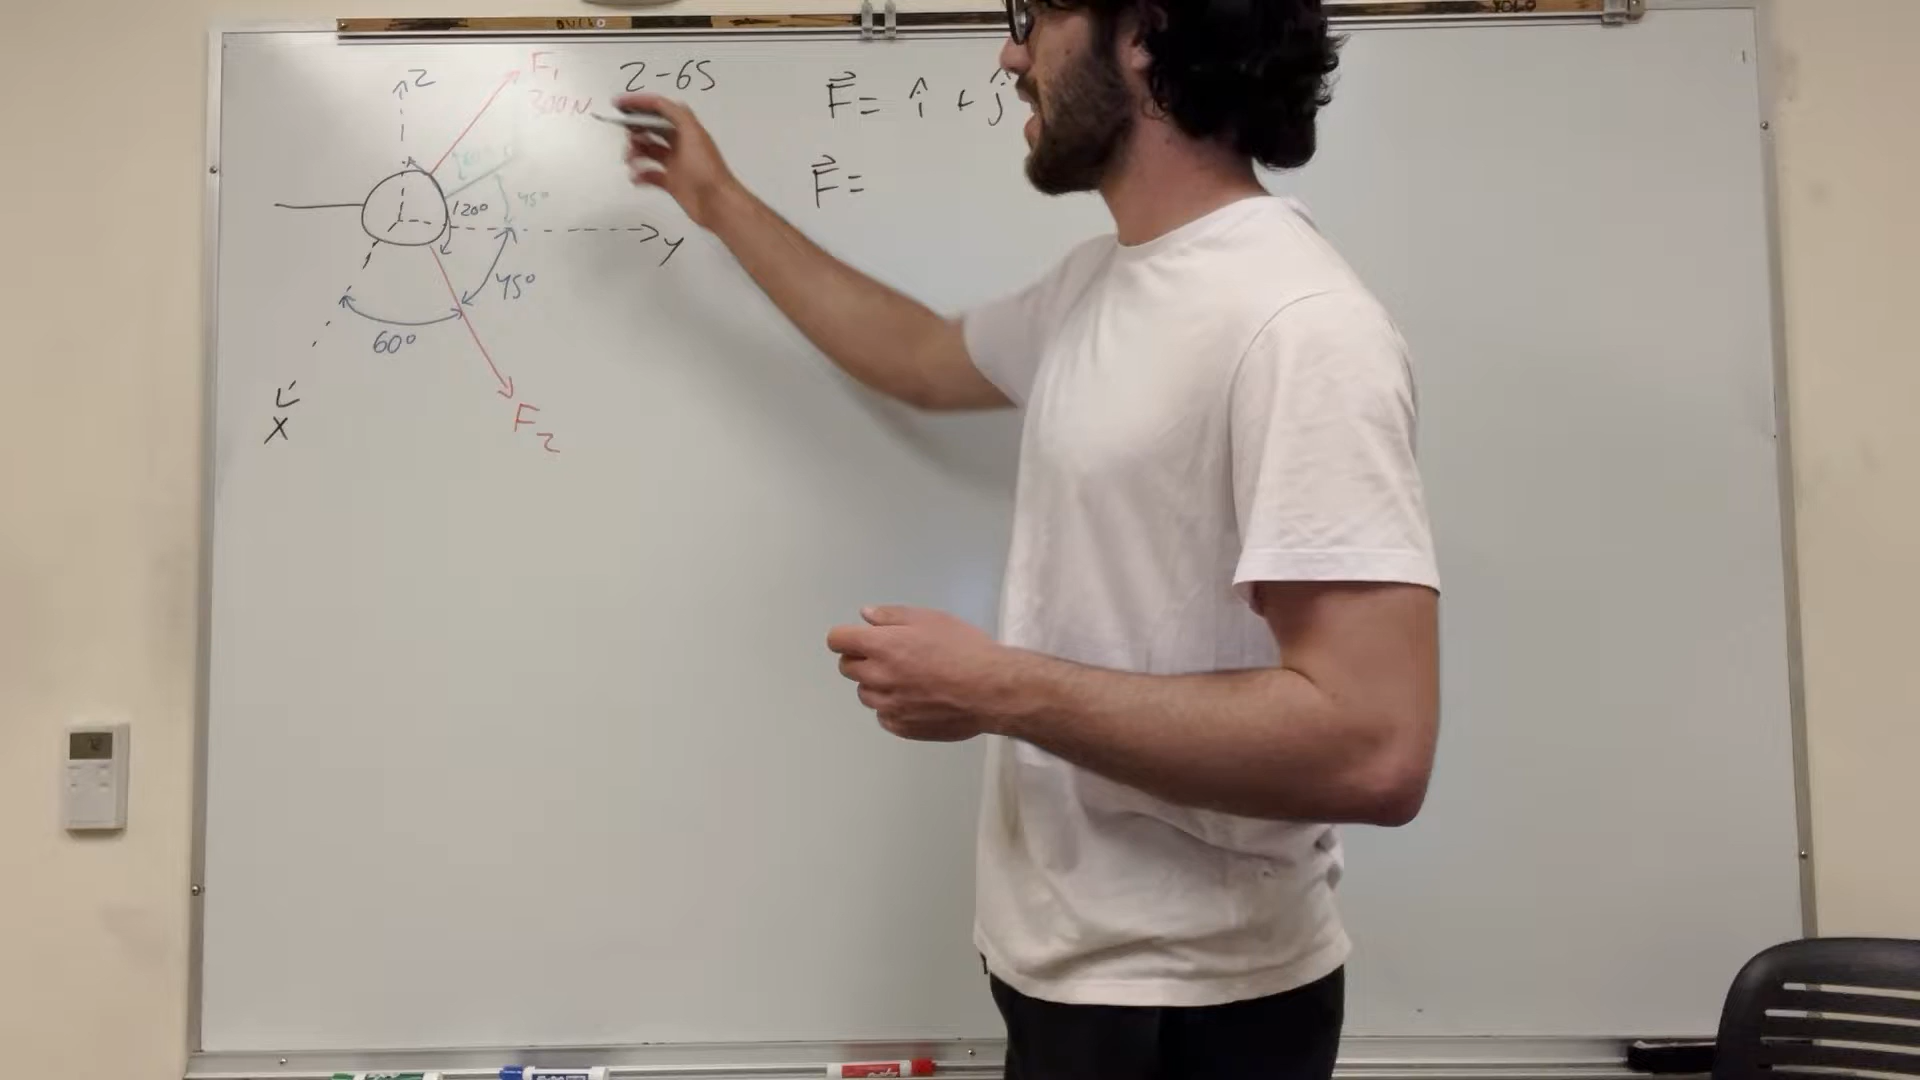 Z
F₁
300N
2-65
F⃗ = î + ĵ
F⃗ =
120°
45°
y
45°
60°
X
F₂